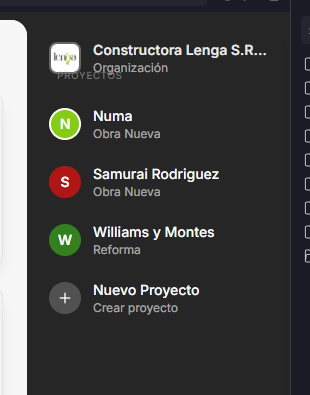 Constructora Lenga S.R...
lenga
Organización
PROYECTOS
N
Numa
Obra Nueva
S
Samurai Rodriguez
Obra Nueva
W
Williams y Montes
Reforma
+
Nuevo Proyecto
Crear proyecto